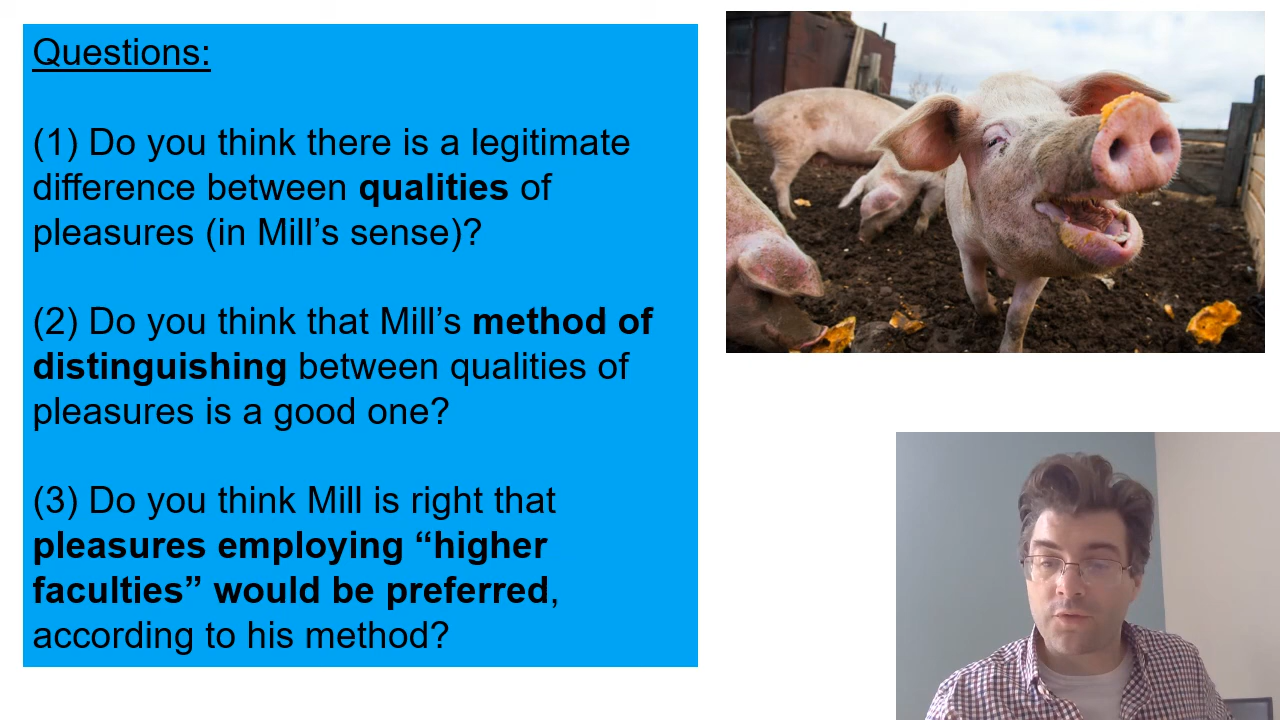 Questions:
(1) Do you think there is a legitimate
difference between qualities of
pleasures (in Mill’s sense)?
(2) Do you think that Mill’s method of
distinguishing between qualities of
pleasures is a good one?
(3) Do you think Mill is right that
pleasures employing “higher
faculties” would be preferred,
according to his method?